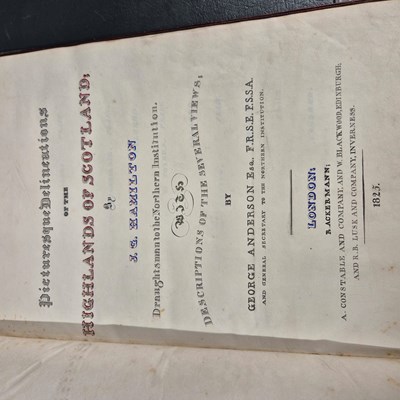 Picturesque Delineations
OF THE
HIGHLANDS OF SCOTLAND;
By
J. G. HAMILTON
Draughtsman to the Northern Institution.
WITH
DESCRIPTIONS OF THE SEVERAL VIEWS;
BY
GEORGE ANDERSON Esq. F.R.S.E, F.S.S.A.
AND GENERAL SECRETARY TO THE NORTHERN INSTITUTION.
LONDON;
R. ACKERMANN;
A. CONSTABLE AND COMPANY, AND W. BLACKWOOD, EDINBURGH;
AND R. B. LUSK AND COMPANY, INVERNESS.
1825.